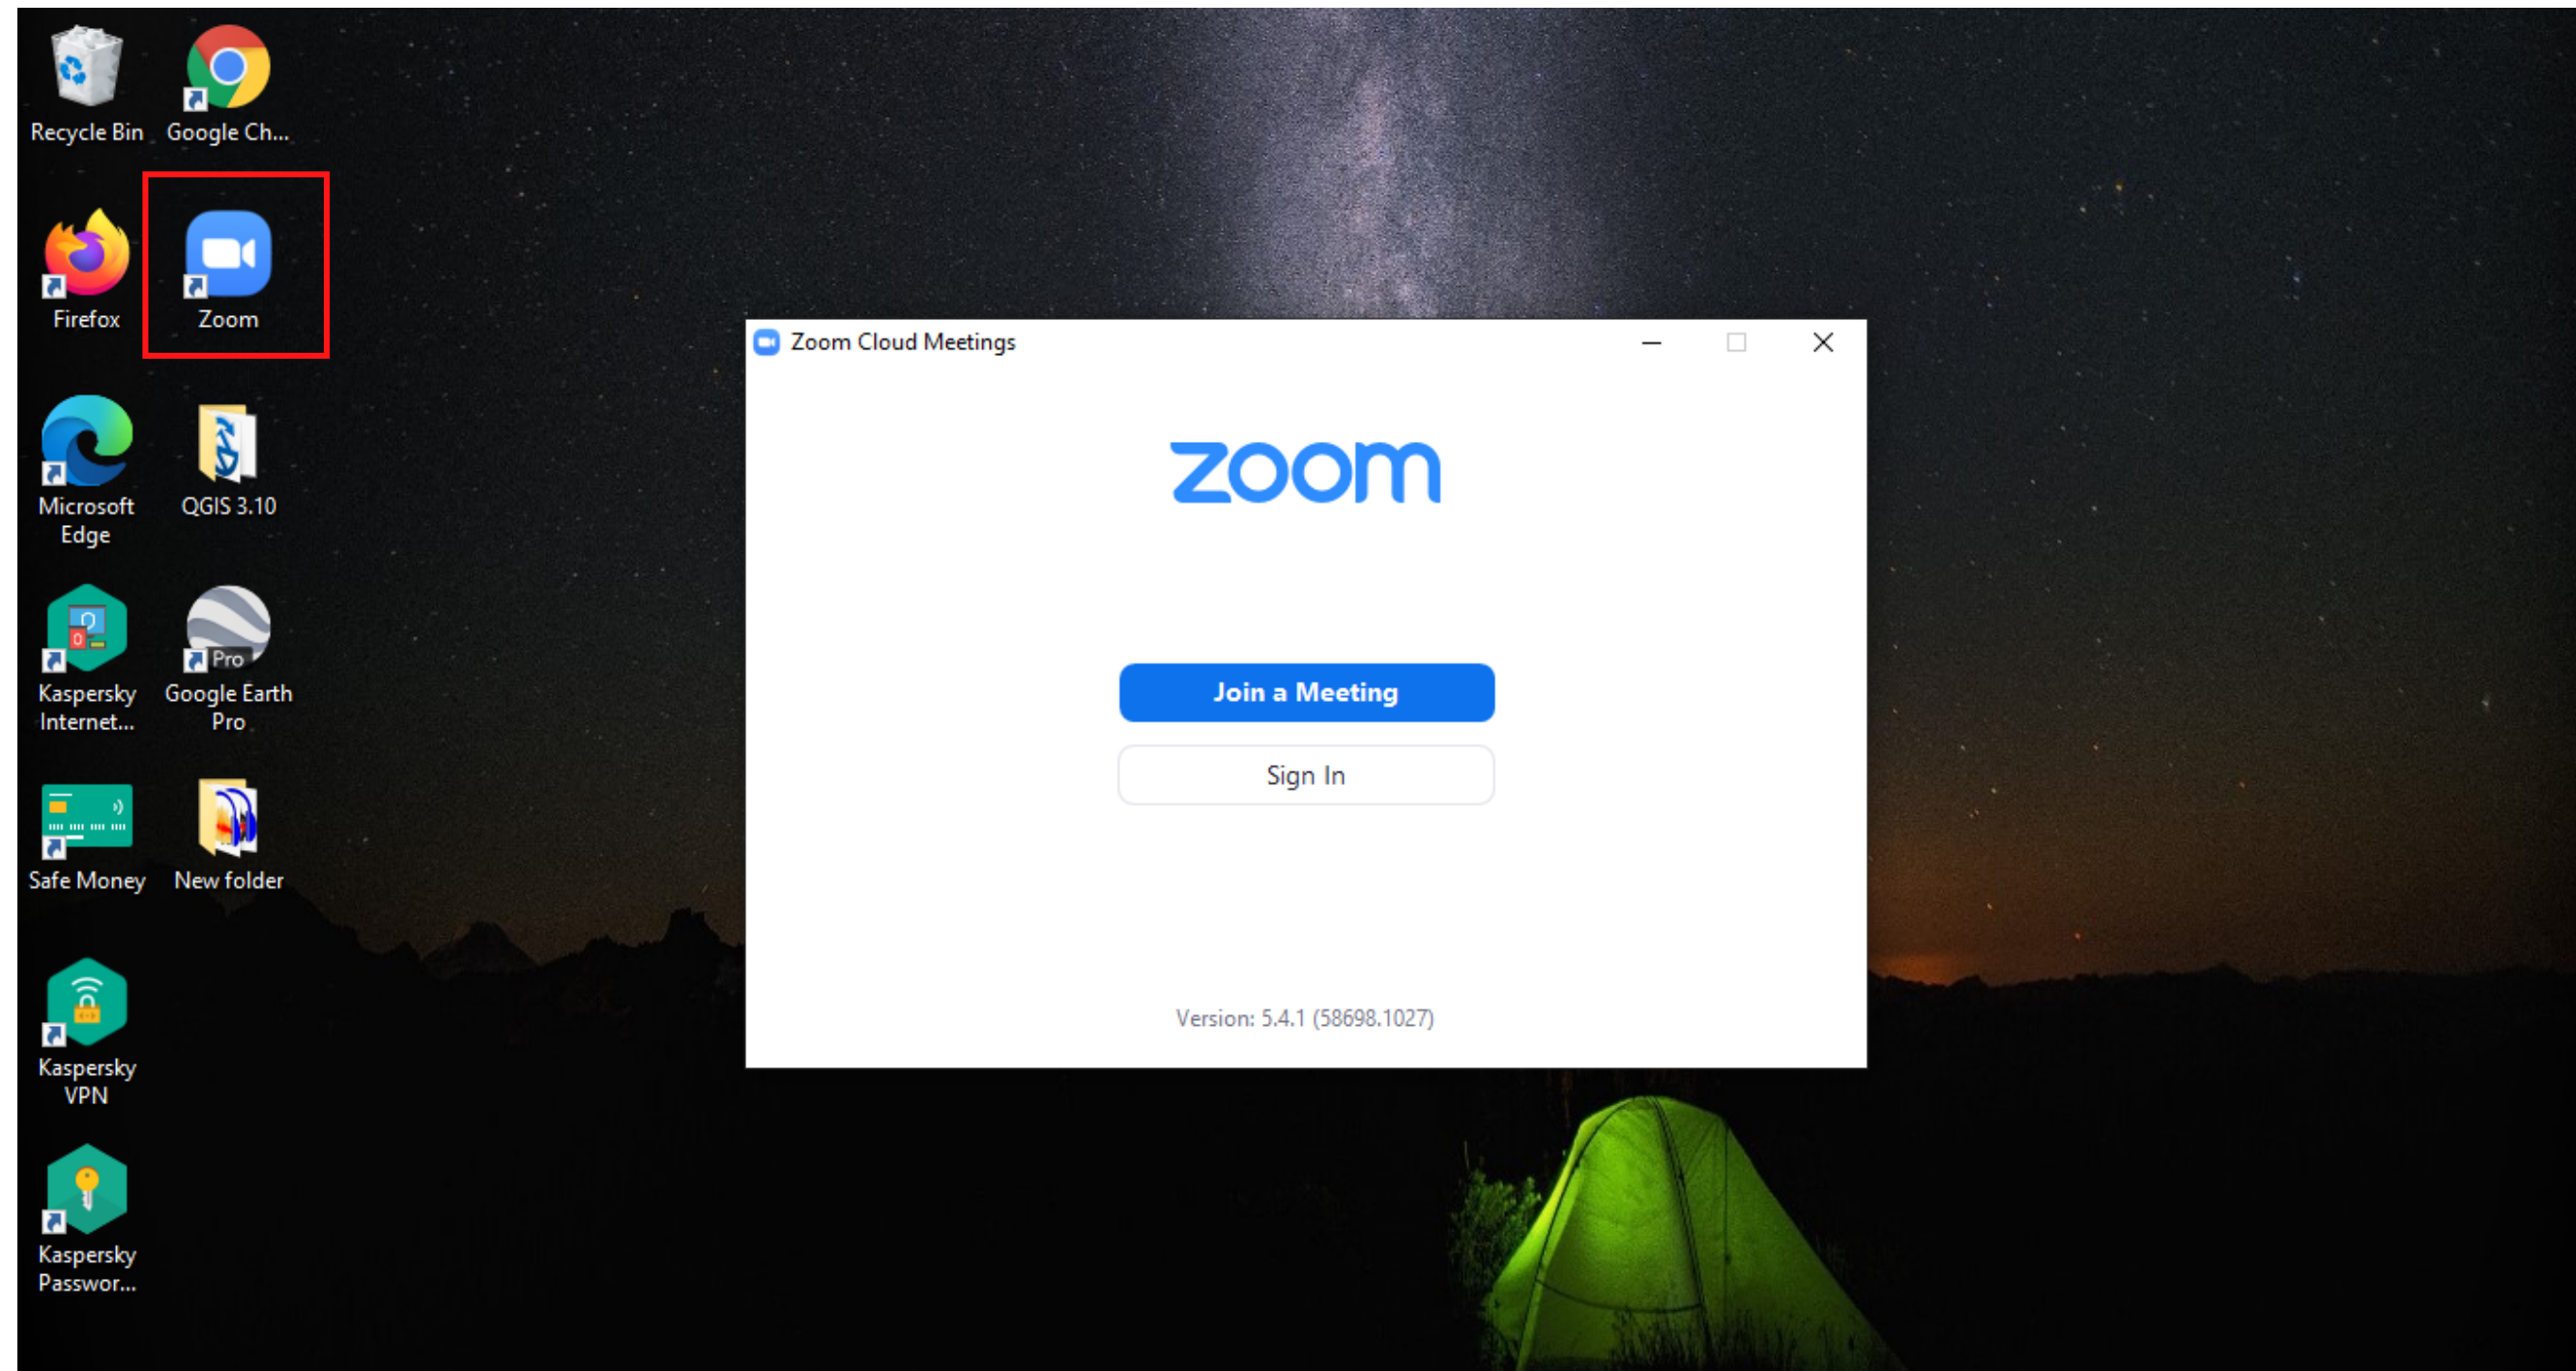 Recycle Bin
Google Ch...
Firefox
Zoom
Microsoft
Edge
QGIS 3.10
Kaspersky
Internet...
Pro
Google Earth
Pro
Safe Money
New folder
Kaspersky
VPN
Kaspersky
Passwor...
Zoom Cloud Meetings
zoom
Join a Meeting
Sign In
Version: 5.4.1 (58698.1027)